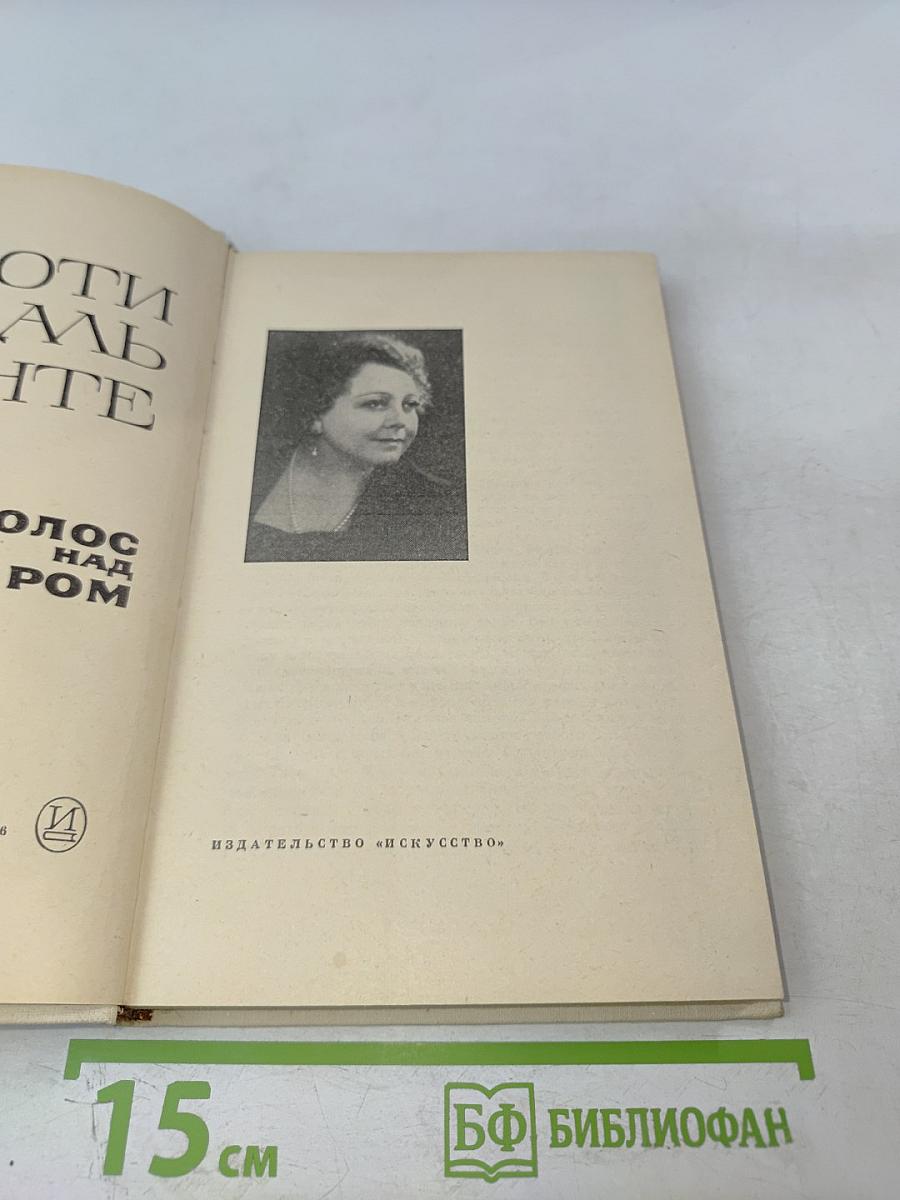 ОТИ
АЛЬ
НТЕ
ОЛОС
НАД
РОМ
6
И
ИЗДАТЕЛЬСТВО «ИСКУССТВО»
15 см
БФ БИБЛИОФАН